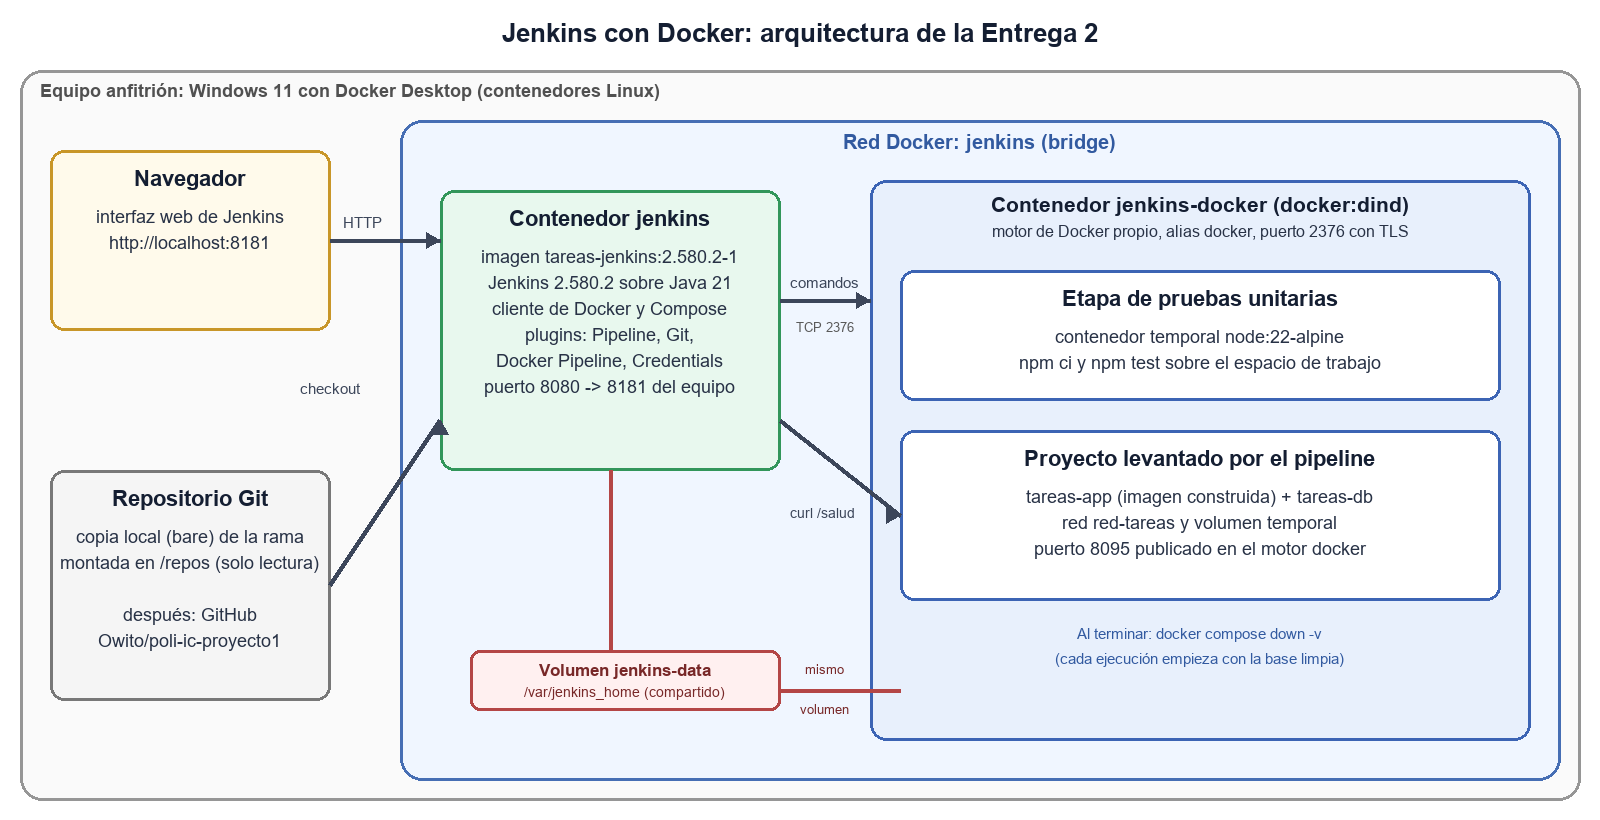 Jenkins con Docker: arquitectura de la Entrega 2
Equipo anfitrión: Windows 11 con Docker Desktop (contenedores Linux)
Red Docker: jenkins (bridge)
Navegador
interfaz web de Jenkins
http://localhost:8181
HTTP
Contenedor jenkins
imagen tareas-jenkins:2.580.2-1
Jenkins 2.580.2 sobre Java 21
cliente de Docker y Compose
plugins: Pipeline, Git,
Docker Pipeline, Credentials
puerto 8080 -> 8181 del equipo
comandos
TCP 2376
Contenedor jenkins-docker (docker:dind)
motor de Docker propio, alias docker, puerto 2376 con TLS
Etapa de pruebas unitarias
contenedor temporal node:22-alpine
npm ci y npm test sobre el espacio de trabajo
checkout
Repositorio Git
copia local (bare) de la rama
montada en /repos (solo lectura)
después: GitHub
Owito/poli-ic-proyecto1
curl /salud
Proyecto levantado por el pipeline
tareas-app (imagen construida) + tareas-db
red red-tareas y volumen temporal
puerto 8095 publicado en el motor docker
Al terminar: docker compose down -v
(cada ejecución empieza con la base limpia)
Volumen jenkins-data
/var/jenkins_home (compartido)
mismo
volumen